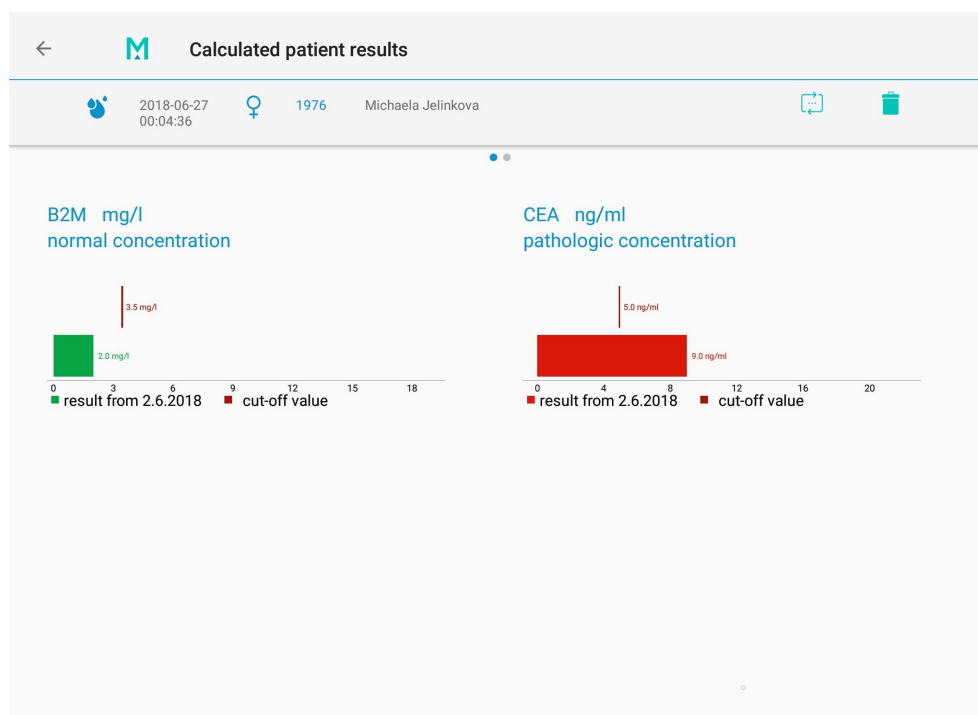 Calculated patient results
2018-06-27
00:04:36
1976
Michaela Jelinkova
B2M mg/l
normal concentration
3.5 mg/l
2.0 mg/l
0 3 6 9 12 15 18
result from 2.6.2018 cut-off value
CEA ng/ml
pathologic concentration
5.0 ng/ml
9.0 ng/ml
0 4 8 12 16 20
result from 2.6.2018 cut-off value